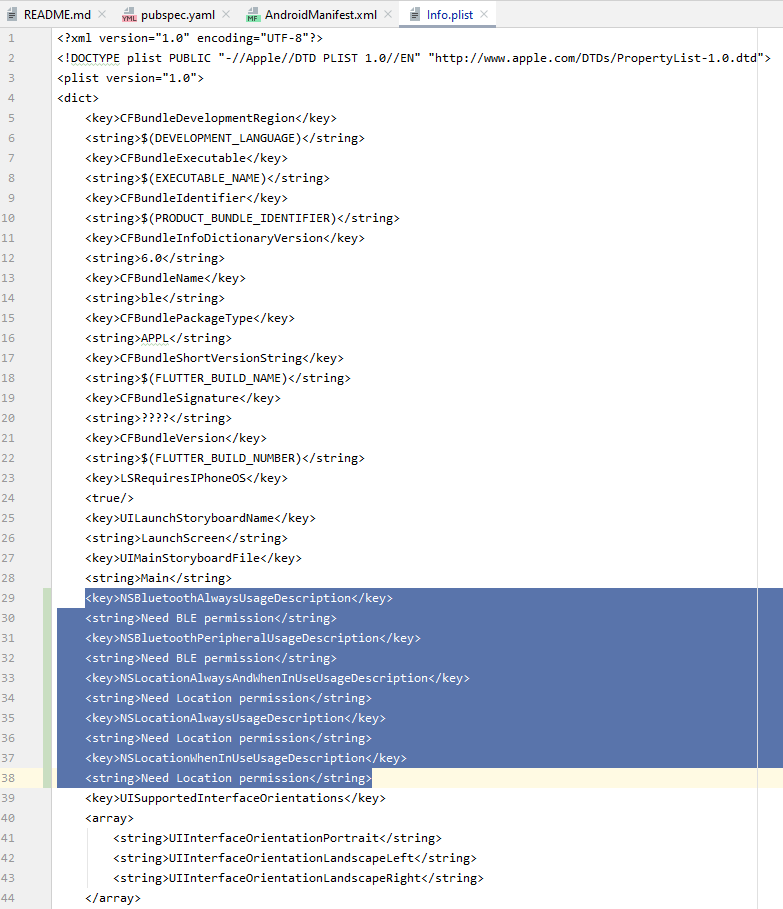 README.md pubspec.yaml AndroidManifest.xml Info.plist
1 <?xml version="1.0" encoding="UTF-8"?>
2 <!DOCTYPE plist PUBLIC "-//Apple//DTD PLIST 1.0//EN" "http://www.apple.com/DTDs/PropertyList-1.0.dtd">
3 <plist version="1.0">
4 <dict>
5 <key>CFBundleDevelopmentRegion</key>
6 <string>$(DEVELOPMENT_LANGUAGE)</string>
7 <key>CFBundleExecutable</key>
8 <string>$(EXECUTABLE_NAME)</string>
9 <key>CFBundleIdentifier</key>
10 <string>$(PRODUCT_BUNDLE_IDENTIFIER)</string>
11 <key>CFBundleInfoDictionaryVersion</key>
12 <string>6.0</string>
13 <key>CFBundleName</key>
14 <string>ble</string>
15 <key>CFBundlePackageType</key>
16 <string>APPL</string>
17 <key>CFBundleShortVersionString</key>
18 <string>$(FLUTTER_BUILD_NAME)</string>
19 <key>CFBundleSignature</key>
20 <string>????</string>
21 <key>CFBundleVersion</key>
22 <string>$(FLUTTER_BUILD_NUMBER)</string>
23 <key>LSRequiresIPhoneOS</key>
24 <true/>
25 <key>UILaunchStoryboardName</key>
26 <string>LaunchScreen</string>
27 <key>UIMainStoryboardFile</key>
28 <string>Main</string>
29 <key>NSBluetoothAlwaysUsageDescription</key>
30 <string>Need BLE permission</string>
31 <key>NSBluetoothPeripheralUsageDescription</key>
32 <string>Need BLE permission</string>
33 <key>NSLocationAlwaysAndWhenInUseUsageDescription</key>
34 <string>Need Location permission</string>
35 <key>NSLocationAlwaysUsageDescription</key>
36 <string>Need Location permission</string>
37 <key>NSLocationWhenInUseUsageDescription</key>
38 <string>Need Location permission</string>
39 <key>UISupportedInterfaceOrientations</key>
40 <array>
41 <string>UIInterfaceOrientationPortrait</string>
42 <string>UIInterfaceOrientationLandscapeLeft</string>
43 <string>UIInterfaceOrientationLandscapeRight</string>
44 </array>